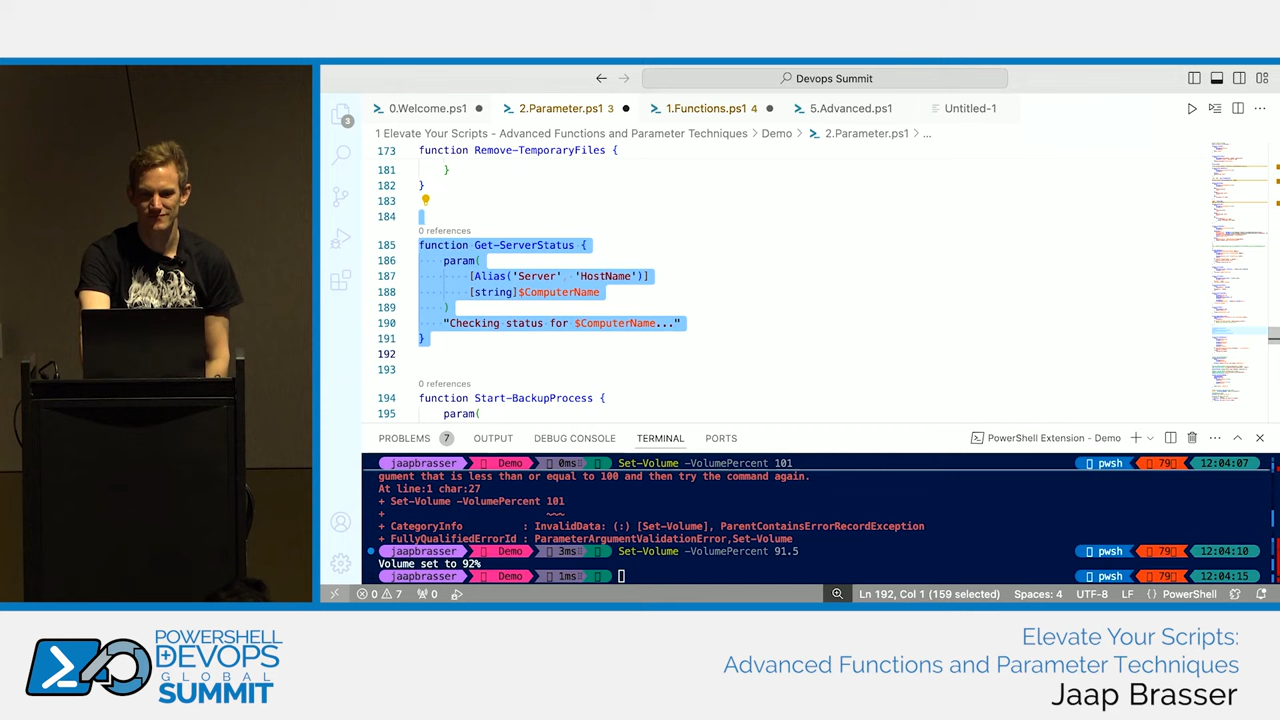 Devops Summit
0.Welcome.ps1
2.Parameter.ps1 3
1.Functions.ps1 4
5.Advanced.ps1
Untitled-1
1 Elevate Your Scripts - Advanced Functions and Parameter Techniques > Demo > 2.Parameter.ps1 > ...
173 function Remove-TemporaryFiles {
181 }
182 }
183
184
0 references
185 function Get-ServerStatus {
186 param(
187 [Alias('Server', 'HostName')]
188 [string]$ComputerName
189
190 "Checking status for $ComputerName..."
191 }
192
193
0 references
194 function Start-BackupProcess {
195 param(
3
PROBLEMS 7 OUTPUT DEBUG CONSOLE TERMINAL PORTS
PowerShell Extension - Demo
jaapbrasser Demo 0ms Set-Volume -VolumePercent 101 pwsh 79 12:04:07
gument that is less than or equal to 100 and then try the command again.
At line:1 char:27
+ Set-Volume -VolumePercent 101
+ ~~~
+ CategoryInfo : InvalidData: (:) [Set-Volume], ParentContainsErrorRecordException
+ FullyQualifiedErrorId : ParameterArgumentValidationError,Set-Volume
jaapbrasser Demo 3ms Set-Volume -VolumePercent 91.5 pwsh 79 12:04:10
Volume set to 92%
jaapbrasser Demo 1ms pwsh 79 12:04:15
0 7 0 Ln 192, Col 1 (159 selected) Spaces: 4 UTF-8 LF {} PowerShell
POWERSHELL
DEVOPS
GLOBAL
SUMMIT
Elevate Your Scripts:
Advanced Functions and Parameter Techniques
Jaap Brasser